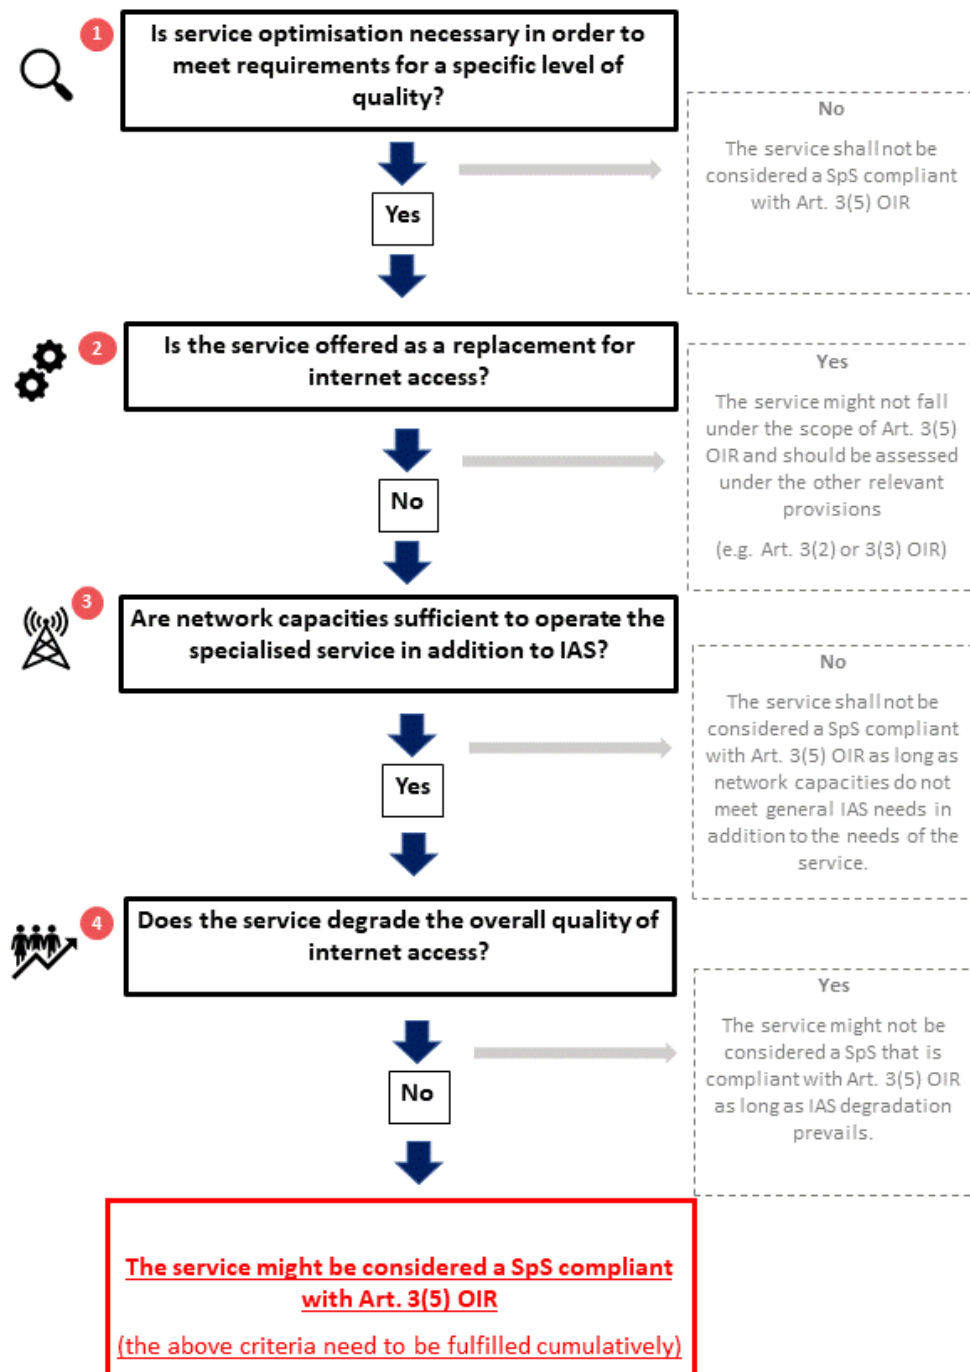 1
Is service optimisation necessary in order to
meet requirements for a specific level of
quality?
No
The service shall not be
considered a SpS compliant
with Art. 3(5) OIR
Yes
2
Is the service offered as a replacement for
internet access?
Yes
The service might not fall
under the scope of Art. 3(5)
OIR and should be assessed
under the other relevant
provisions
(e.g. Art. 3(2) or 3(3) OIR)
No
3
Are network capacities sufficient to operate the
specialised service in addition to IAS?
No
The service shall not be
considered a SpS compliant
with Art. 3(5) OIR as long as
network capacities do not
meet general IAS needs in
addition to the needs of the
service.
Yes
4
Does the service degrade the overall quality of
internet access?
Yes
The service might not be
considered a SpS that is
compliant with Art. 3(5) OIR
as long as IAS degradation
prevails.
No
The service might be considered a SpS compliant
with Art. 3(5) OIR
(the above criteria need to be fulfilled cumulatively)